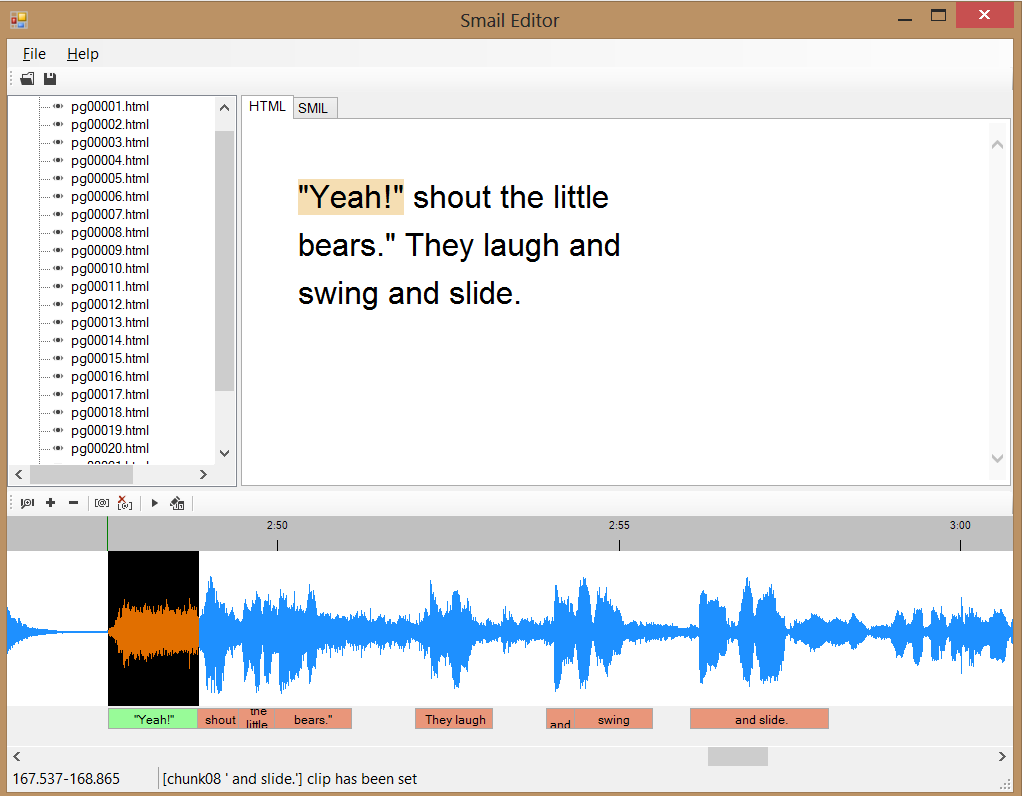 Smail Editor
File Help
pg00001.html
pg00002.html
pg00003.html
pg00004.html
pg00005.html
pg00006.html
pg00007.html
pg00008.html
pg00009.html
pg00010.html
pg00011.html
pg00012.html
pg00013.html
pg00014.html
pg00015.html
pg00016.html
pg00017.html
pg00018.html
pg00019.html
pg00020.html
HTML SMIL
"Yeah!" shout the little
bears." They laugh and
swing and slide.
2:50 2:55 3:00
"Yeah!" shout the little bears." They laugh and swing and slide.
167.537-168.865 [chunk08 ' and slide.'] clip has been set